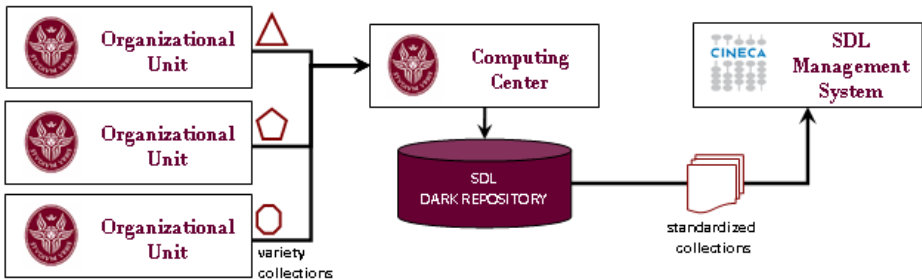 Organizational
Unit
Organizational
Unit
Organizational
Unit
variety
collections
Computing
Center
SDL
DARK REPOSITORY
standardized
collections
CINECA
SDL
Management
System